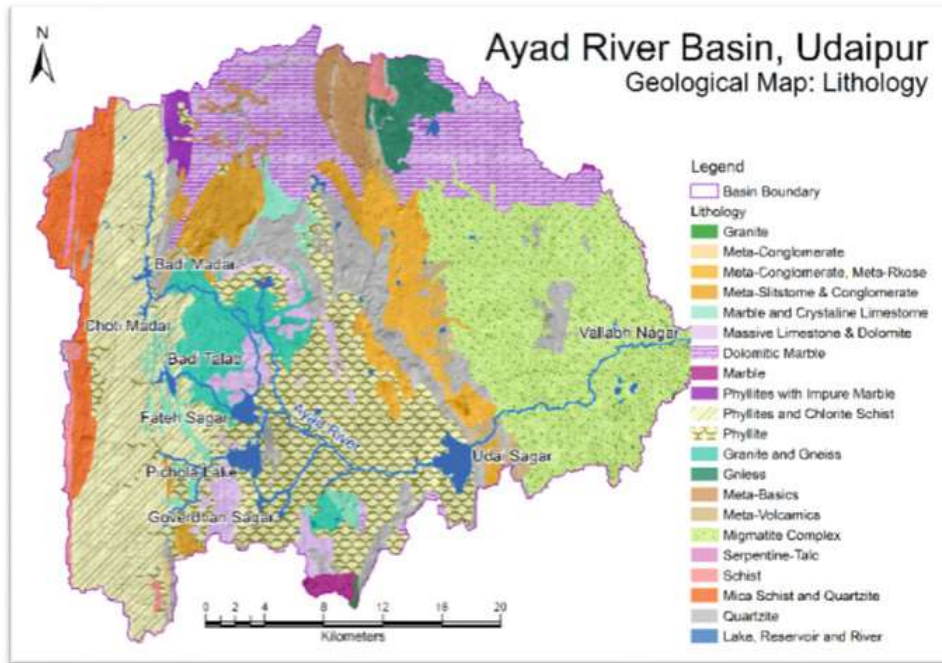 N
Ayad River Basin, Udaipur
Geological Map: Lithology
Legend
Basin Boundary
Lithology
Granite
Meta-Conglomerate
Meta-Conglomerate, Meta-Rkose
Meta-Slitstome & Conglomerate
Marble and Crystaline Limestome
Massive Limestone & Dolomite
Dolomitic Marble
Marble
Phyllites with Impure Marble
Phyllites and Chlorite Schist
Phyllite
Granite and Gneiss
Gniess
Meta-Basics
Meta-Volcamics
Migmatite Complex
Serpentine-Talc
Schist
Mica Schist and Quartzite
Quartzite
Lake, Reservoir and River
Badi Madar
Choti Madar
Vallabh Nagar
Badi Talab
Fateh Sagar
Ayad River
Pichola Lake
Udai Sagar
Goverdhan Sagar
0 2 4 8 12 16 20
Kilometers